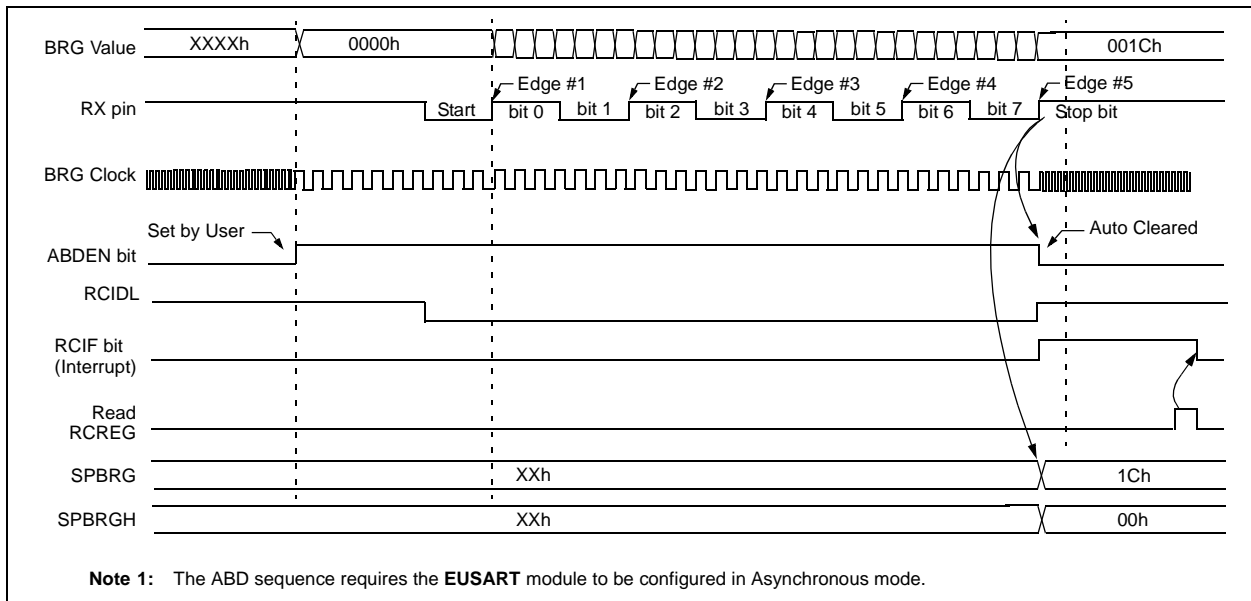 BRG Value XXXXh 0000h 001Ch
Edge #1 Edge #2 Edge #3 Edge #4 Edge #5
RX pin Start bit 0 bit 1 bit 2 bit 3 bit 4 bit 5 bit 6 bit 7 Stop bit
BRG Clock
Set by User Auto Cleared
ABDEN bit
RCIDL
RCIF bit
(Interrupt)
Read
RCREG
SPBRG XXh 1Ch
SPBRGH XXh 00h
Note 1: The ABD sequence requires the EUSART module to be configured in Asynchronous mode.